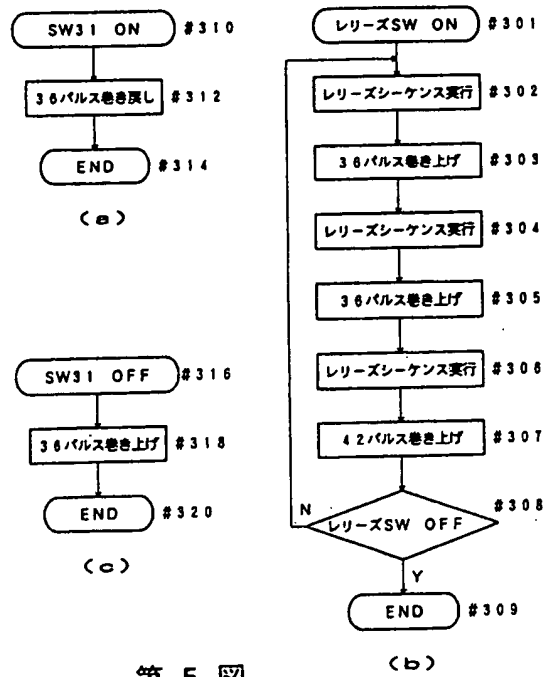 SW31 ON #310
36パルス巻き戻し #312
END #314
(a)
SW31 OFF #316
36パルス巻き上げ #318
END #320
(c)
レリーズSW ON #301
レリーズシーケンス実行 #302
36パルス巻き上げ #303
レリーズシーケンス実行 #304
36パルス巻き上げ #305
レリーズシーケンス実行 #306
42パルス巻き上げ #307
レリーズSW OFF #308
N
Y
END #309
(b)
第 5 図